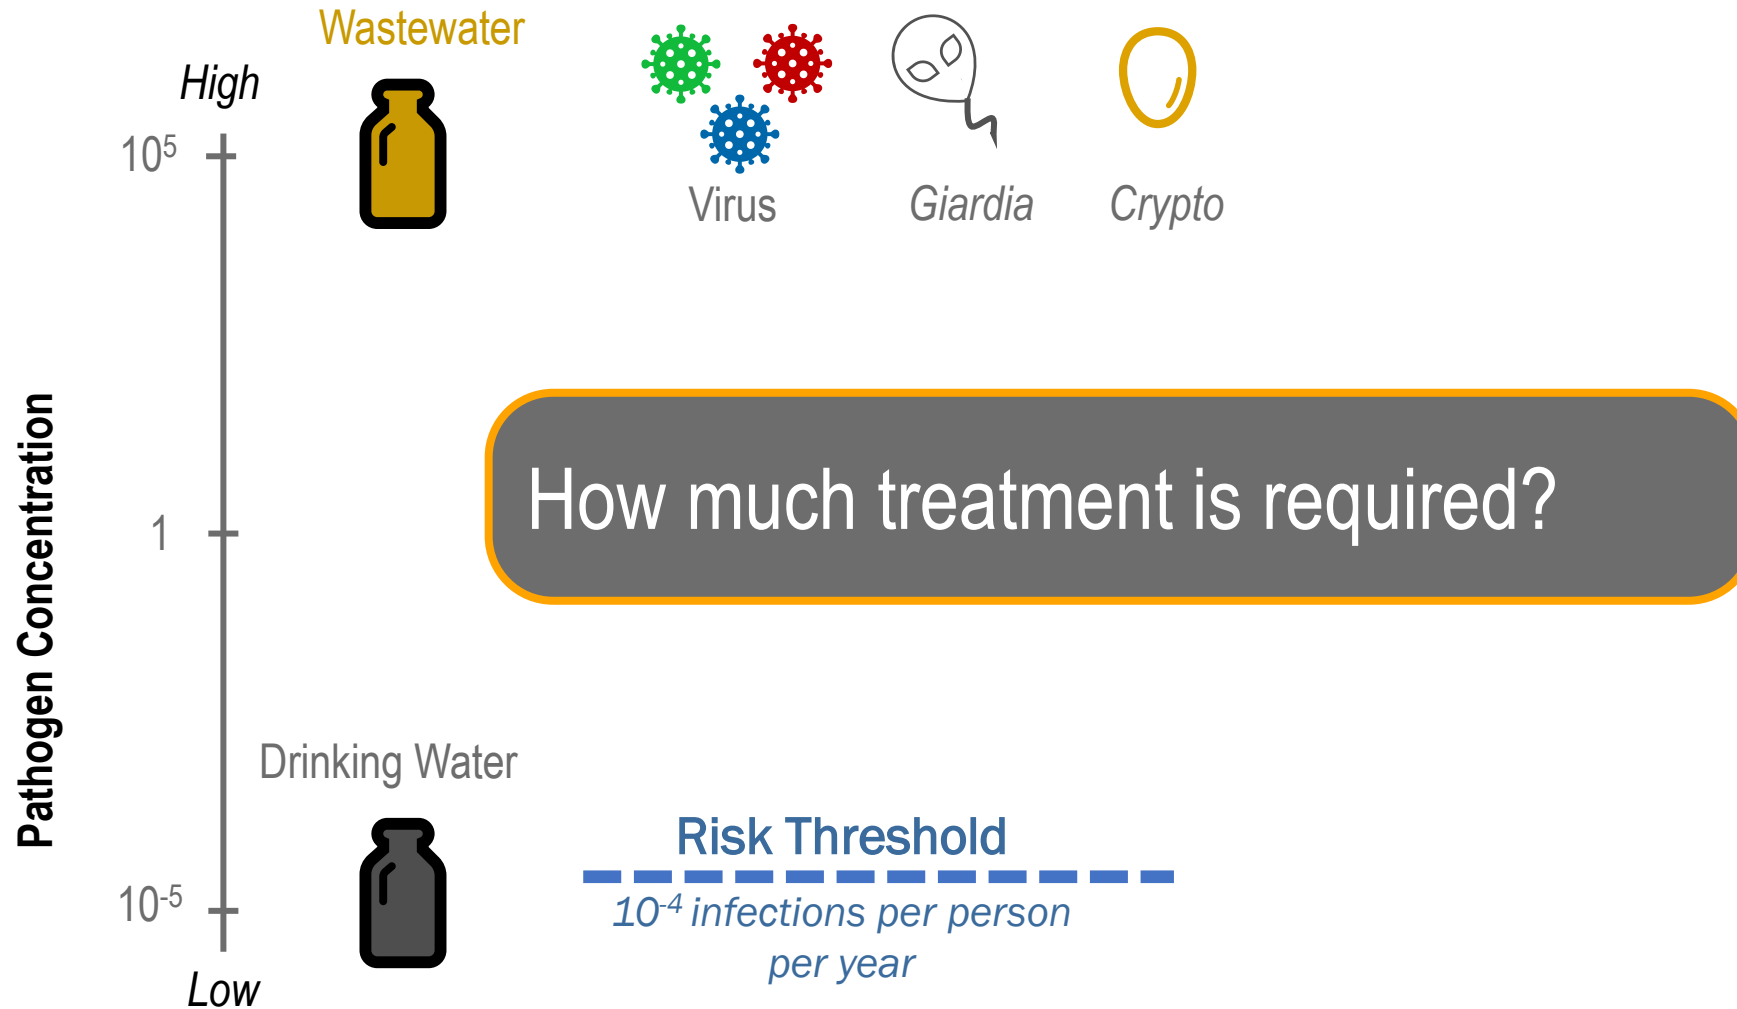 Wastewater
High
10⁵
Virus
Giardia
Crypto
Pathogen Concentration
How much treatment is required?
1
Drinking Water
Risk Threshold
10⁻⁵
10⁻⁴ infections per person
per year
Low